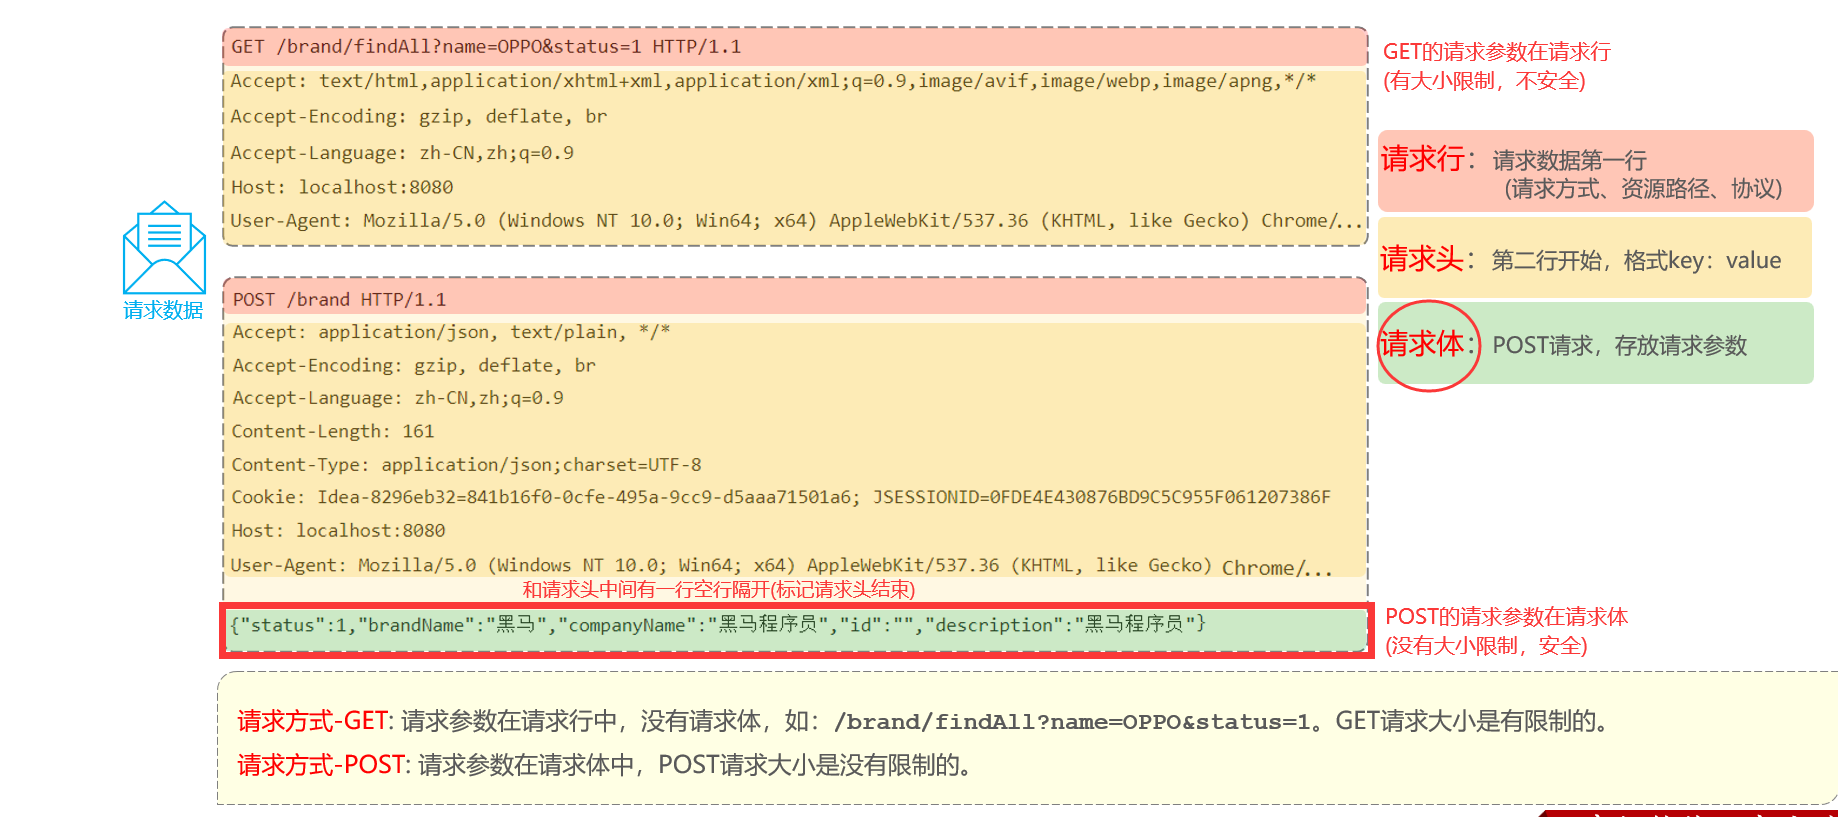 GET /brand/findAll?name=OPPO&status=1 HTTP/1.1
Accept: text/html,application/xhtml+xml,application/xml;q=0.9,image/avif,image/webp,image/apng,*/*
Accept-Encoding: gzip, deflate, br
Accept-Language: zh-CN,zh;q=0.9
Host: localhost:8080
User-Agent: Mozilla/5.0 (Windows NT 10.0; Win64; x64) AppleWebKit/537.36 (KHTML, like Gecko) Chrome/...
GET的请求参数在请求行
(有大小限制，不安全)
请求行：请求数据第一行
(请求方式、资源路径、协议)
请求头：第二行开始，格式key：value
请求体：POST请求，存放请求参数
请求数据
POST /brand HTTP/1.1
Accept: application/json, text/plain, */*
Accept-Encoding: gzip, deflate, br
Accept-Language: zh-CN,zh;q=0.9
Content-Length: 161
Content-Type: application/json;charset=UTF-8
Cookie: Idea-8296eb32=841b16f0-0cfe-495a-9cc9-d5aaa71501a6; JSESSIONID=0FDE4E430876BD9C5C955F061207386F
Host: localhost:8080
User-Agent: Mozilla/5.0 (Windows NT 10.0; Win64; x64) AppleWebKit/537.36 (KHTML, like Gecko) Chrome/...
和请求头中间有一行空行隔开(标记请求头结束)
{"status":1,"brandName":"黑马","companyName":"黑马程序员","id":"","description":"黑马程序员"}
POST的请求参数在请求体
(没有大小限制，安全)
请求方式-GET: 请求参数在请求行中，没有请求体，如：/brand/findAll?name=OPPO&status=1。GET请求大小是有限制的。
请求方式-POST: 请求参数在请求体中，POST请求大小是没有限制的。